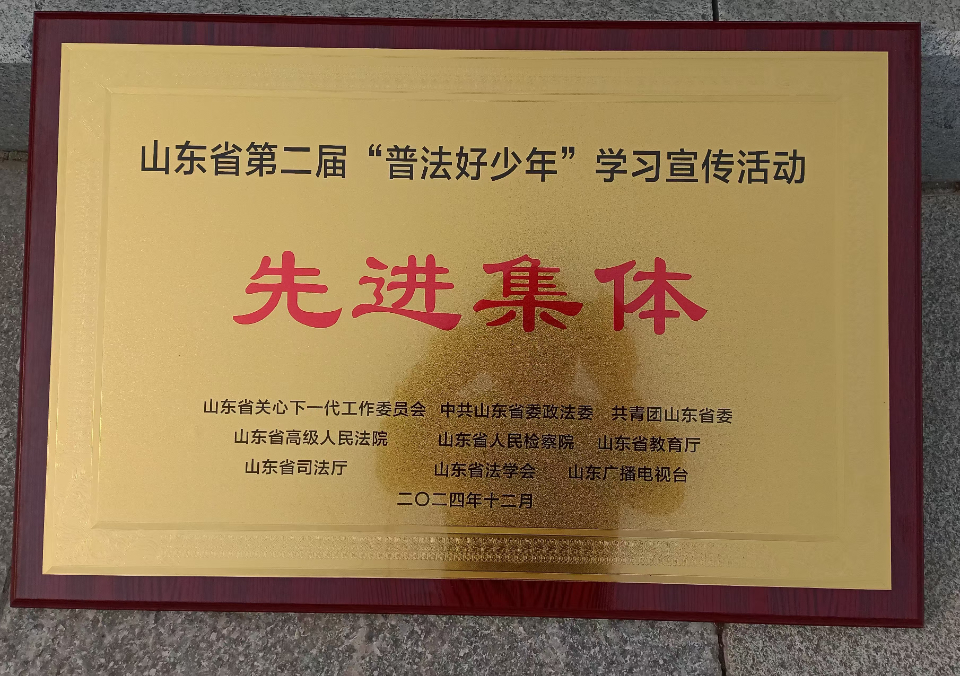 山东省第二届“普法好少年”学习宣传活动
先进集体
山东省关心下一代工作委员会 中共山东省委政法委 共青团山东省委
山东省高级人民法院 山东省人民检察院 山东省教育厅
山东省司法厅 山东省法学会 山东广播电视台
二〇二四年十二月